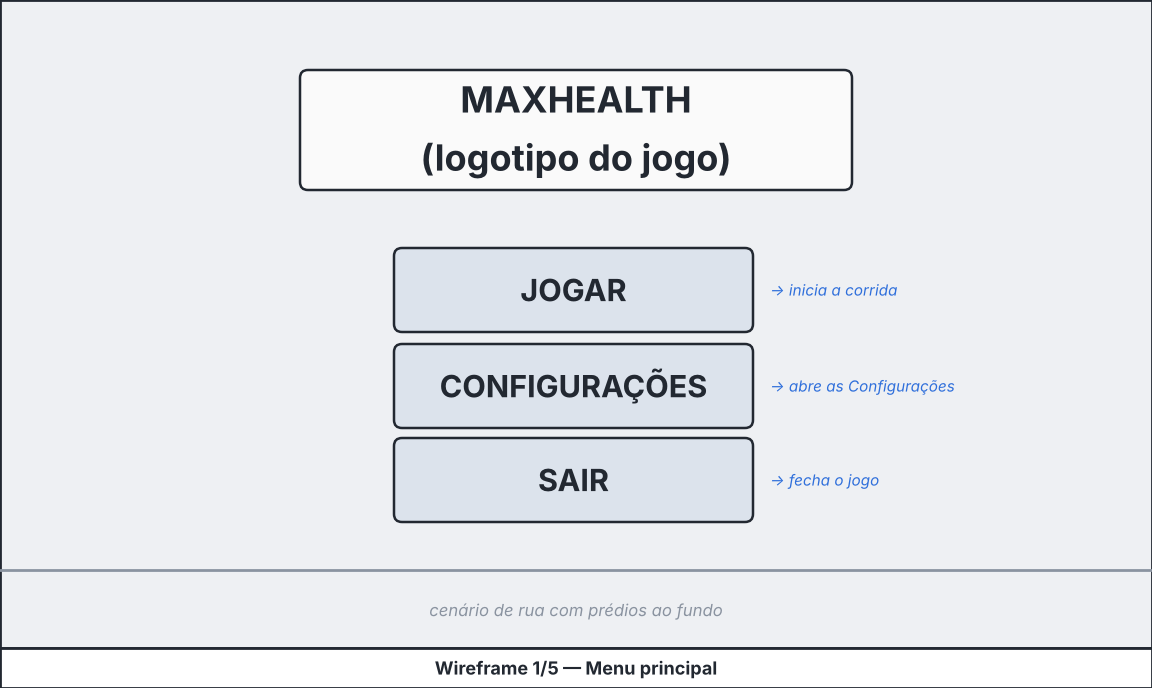 MAXHEALTH
(logotipo do jogo)
JOGAR
→ inicia a corrida
CONFIGURAÇÕES
→ abre as Configurações
SAIR
→ fecha o jogo
cenário de rua com prédios ao fundo
Wireframe 1/5 — Menu principal